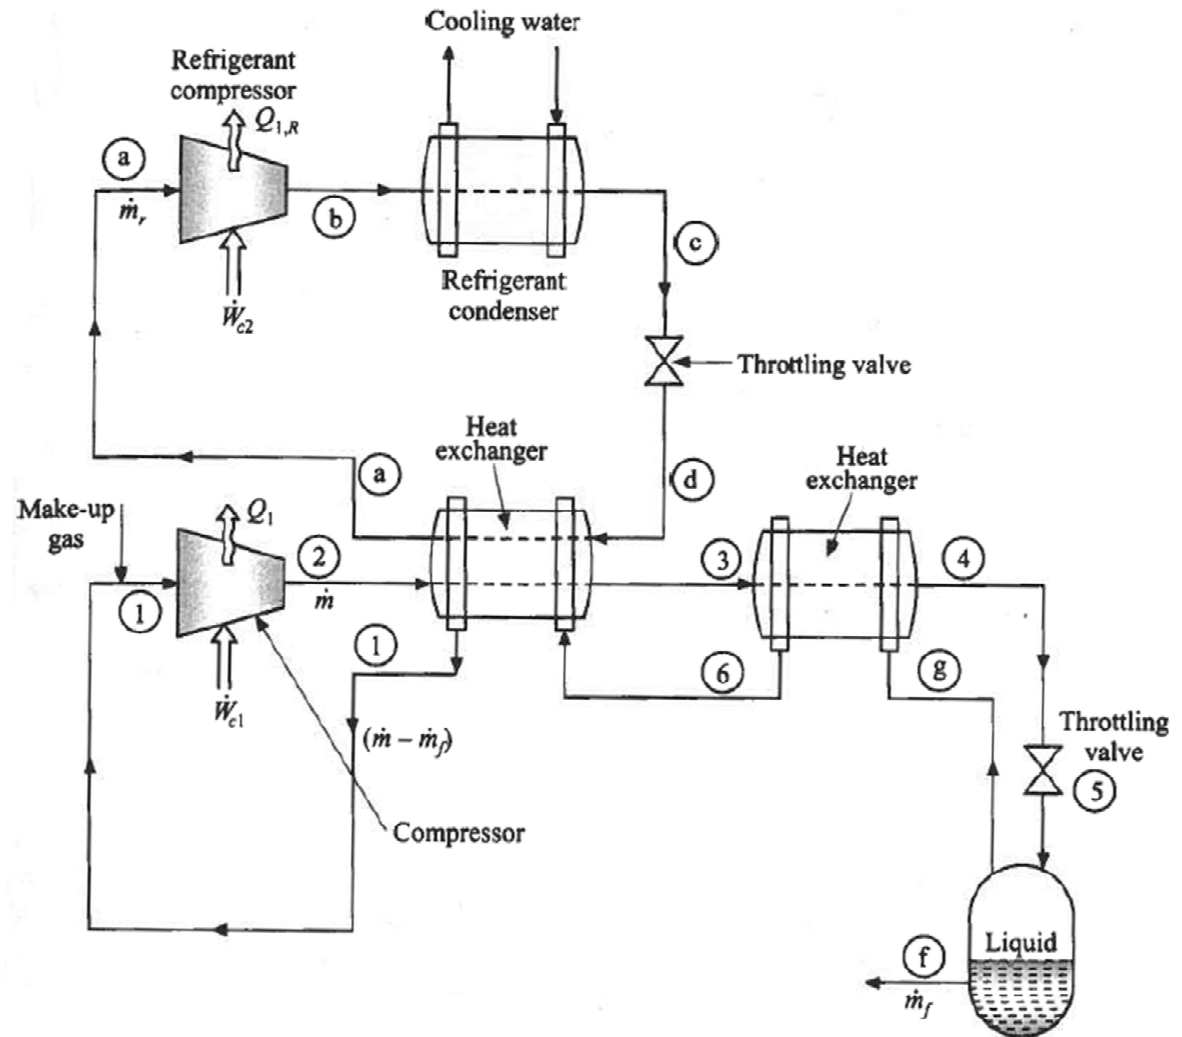 Cooling water
Refrigerant
compressor
Q1,R
a
ṁr
b
Ẇc2
Refrigerant
condenser
c
Throttling valve
Heat
exchanger
a
d
Heat
exchanger
Make-up
gas
Q1
2
ṁ
3
4
1
1
6
g
Ẇc1
(ṁ – ṁf)
Throttling
valve
5
Compressor
Liquid
f
ṁf